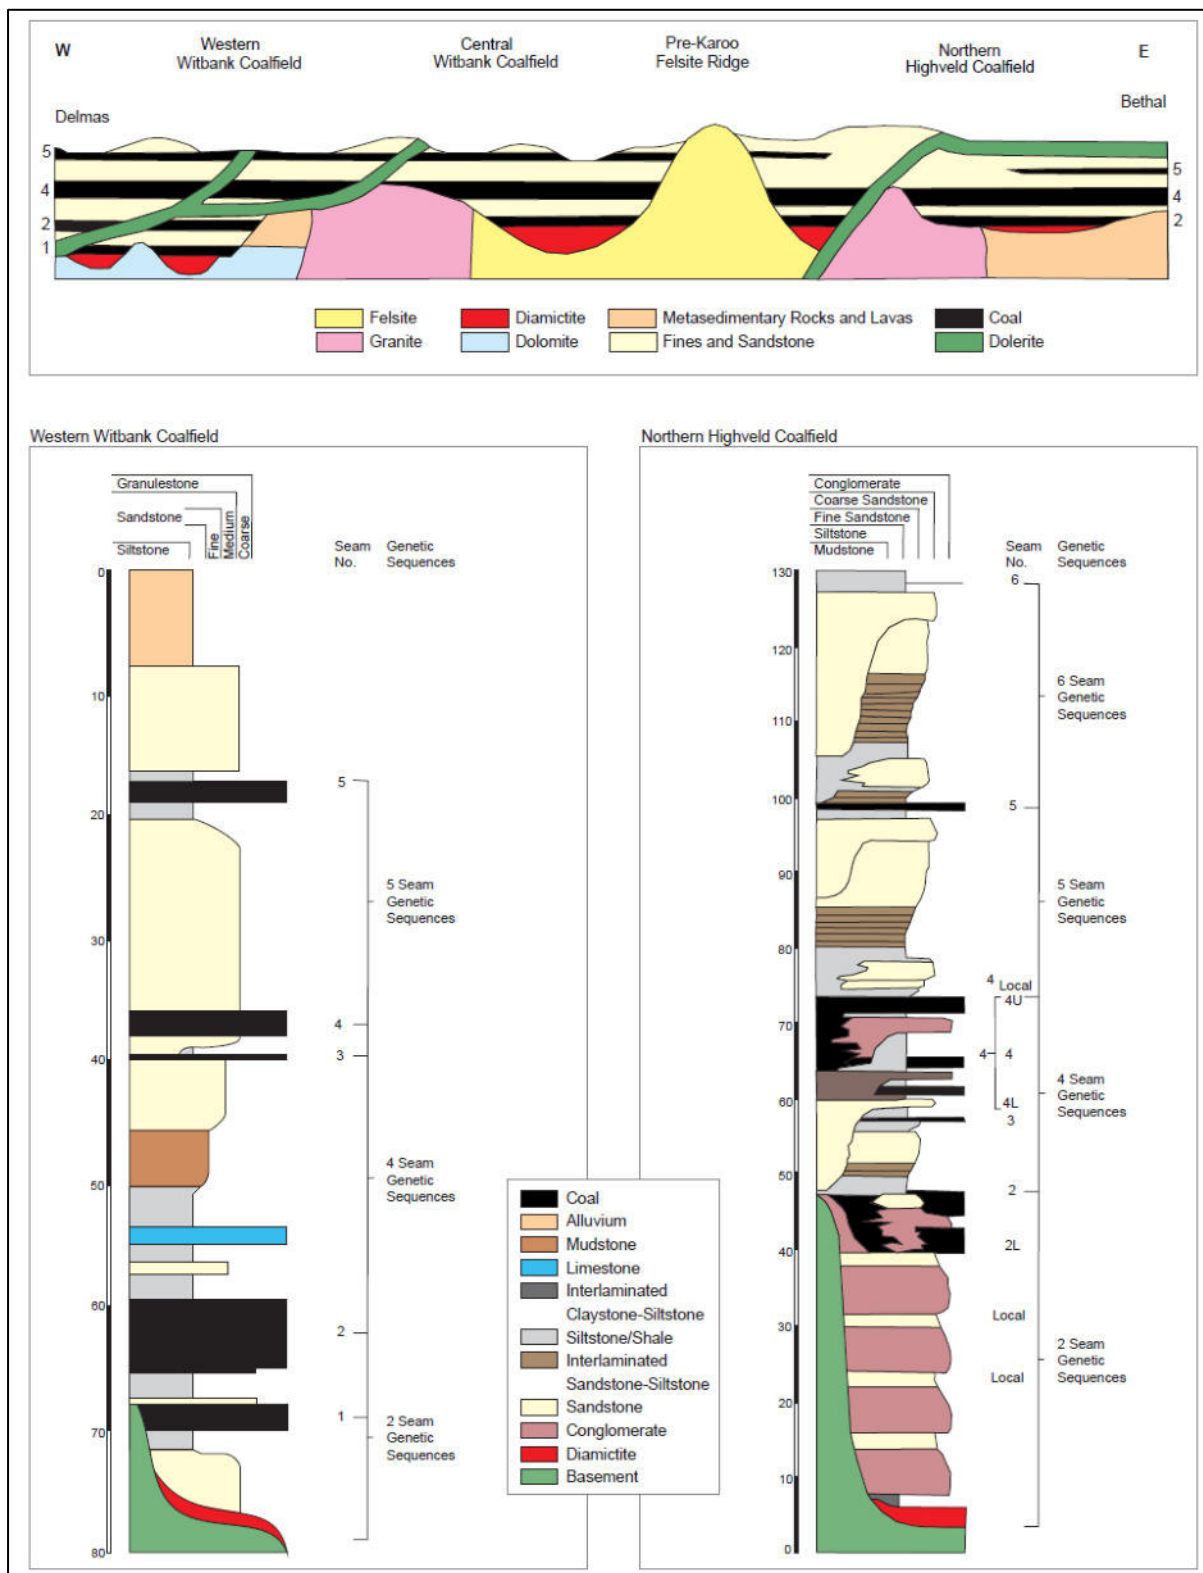 W
Western
Witbank Coalfield
Central
Witbank Coalfield
Pre-Karoo
Felsite Ridge
Northern
Highveld Coalfield
E
Delmas
Bethal
5
4
2
1
5
4
2
Felsite
Diamictite
Metasedimentary Rocks and Lavas
Coal
Granite
Dolomite
Fines and Sandstone
Dolerite
Western Witbank Coalfield
Granulestone
Sandstone
Siltstone
Fine
Medium
Coarse
Seam
No.
Genetic
Sequences
0
10
20
30
40
50
60
70
80
5
4
3
2
1
5 Seam
Genetic
Sequences
4 Seam
Genetic
Sequences
2 Seam
Genetic
Sequences
Coal
Alluvium
Mudstone
Limestone
Interlaminated
Claystone-Siltstone
Siltstone/Shale
Interlaminated
Sandstone-Siltstone
Sandstone
Conglomerate
Diamictite
Basement
Northern Highveld Coalfield
Conglomerate
Coarse Sandstone
Fine Sandstone
Siltstone
Mudstone
Seam
No.
Genetic
Sequences
130
120
110
100
90
80
70
60
50
40
30
20
10
0
6
5
4 Local
4U
4 4
4L
3
2
2L
Local
Local
6 Seam
Genetic
Sequences
5 Seam
Genetic
Sequences
4 Seam
Genetic
Sequences
2 Seam
Genetic
Sequences